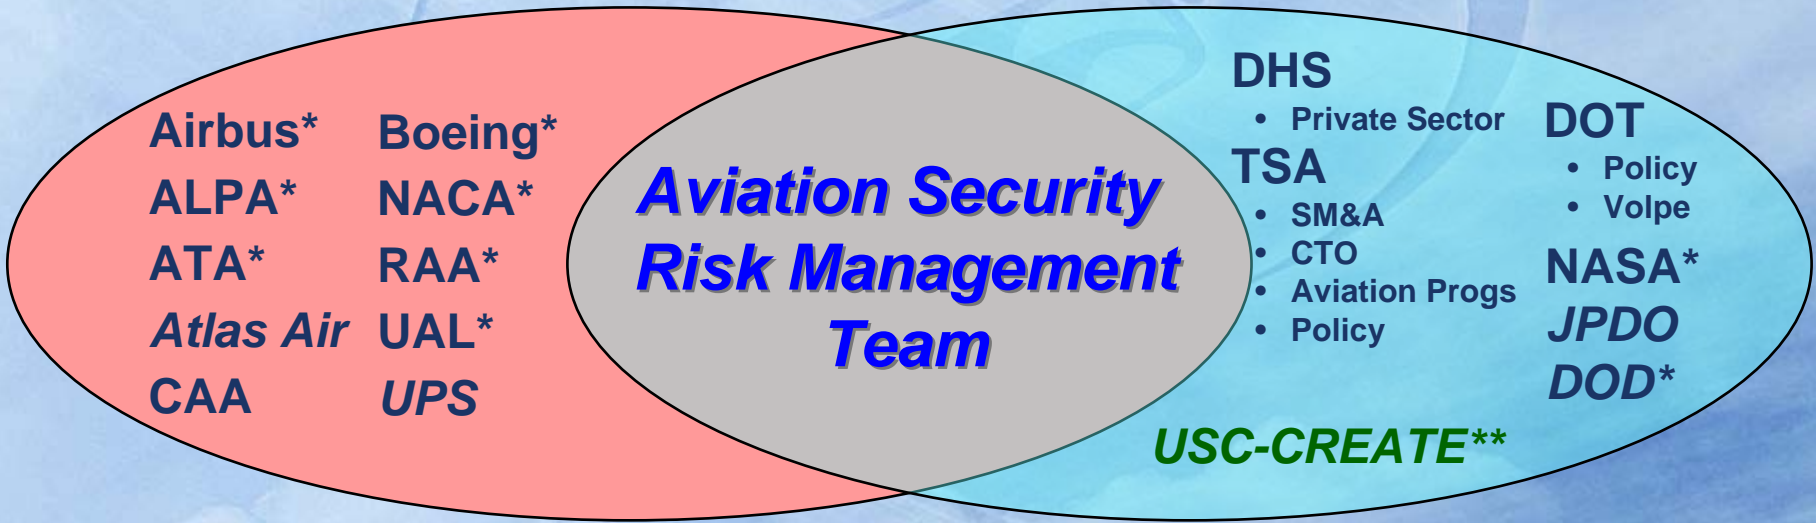 Airbus*
ALPA*
ATA*
Atlas Air
CAA
Boeing*
NACA*
RAA*
UAL*
UPS
Aviation Security
Risk Management
Team
DHS
• Private Sector
TSA
• SM&A
• CTO
• Aviation Progs
• Policy
DOT
• Policy
• Volpe
NASA*
JPDO
DOD*
USC-CREATE**